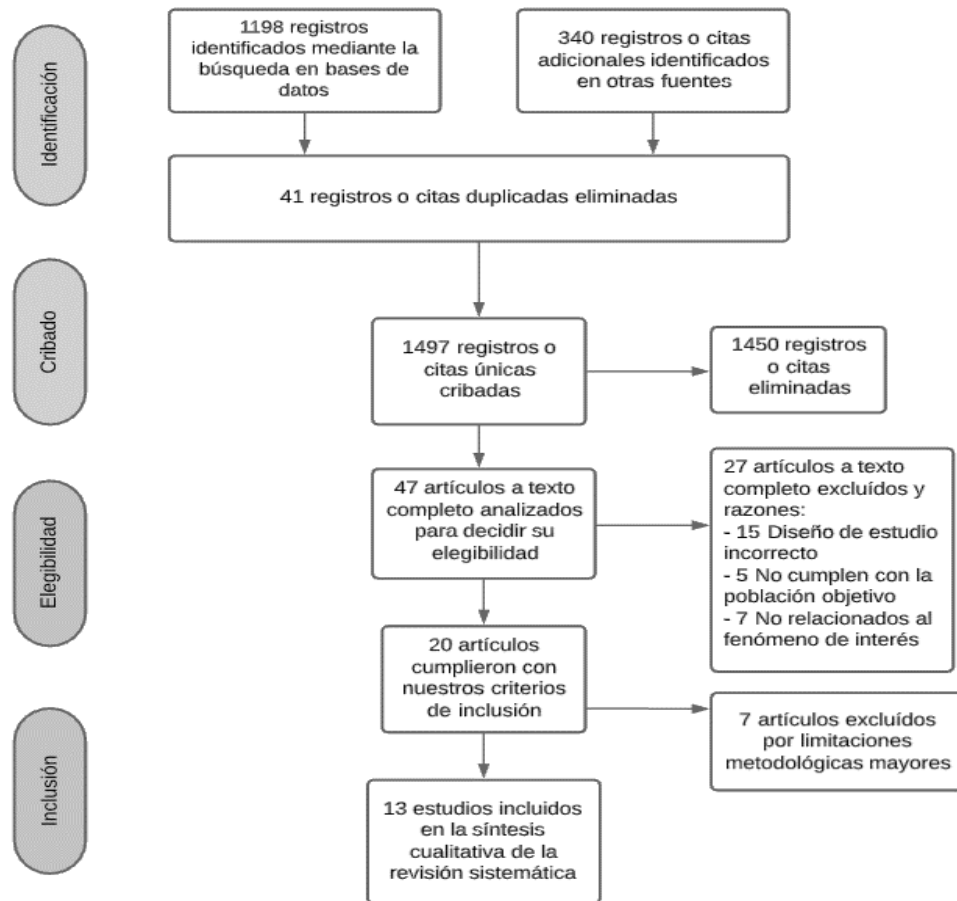 Identificación
1198 registros
identificados mediante la
búsqueda en bases de
datos
340 registros o citas
adicionales identificados
en otras fuentes
41 registros o citas duplicadas eliminadas
Cribado
1497 registros o
citas únicas
cribadas
1450 registros
o citas
eliminadas
Elegibilidad
47 artículos a texto
completo analizados
para decidir su
elegibilidad
27 artículos a texto
completo excluídos y
razones:
- 15 Diseño de estudio
incorrecto
- 5 No cumplen con la
población objetivo
- 7 No relacionados al
fenómeno de interés
20 artículos
cumplieron con
nuestros criterios
de inclusión
Inclusión
7 artículos excluídos
por limitaciones
metodológicas mayores
13 estudios incluidos
en la síntesis
cualitativa de la
revisión sistemática